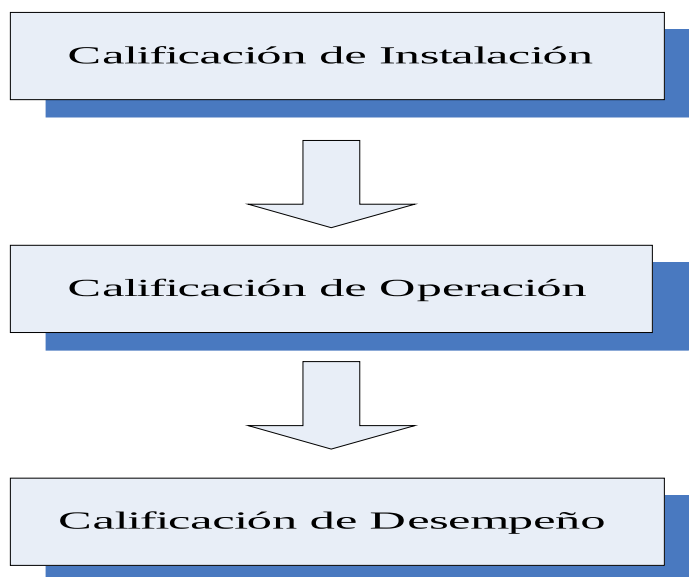 Calificación de Instalación
Calificación de Operación
Calificación de Desempeño